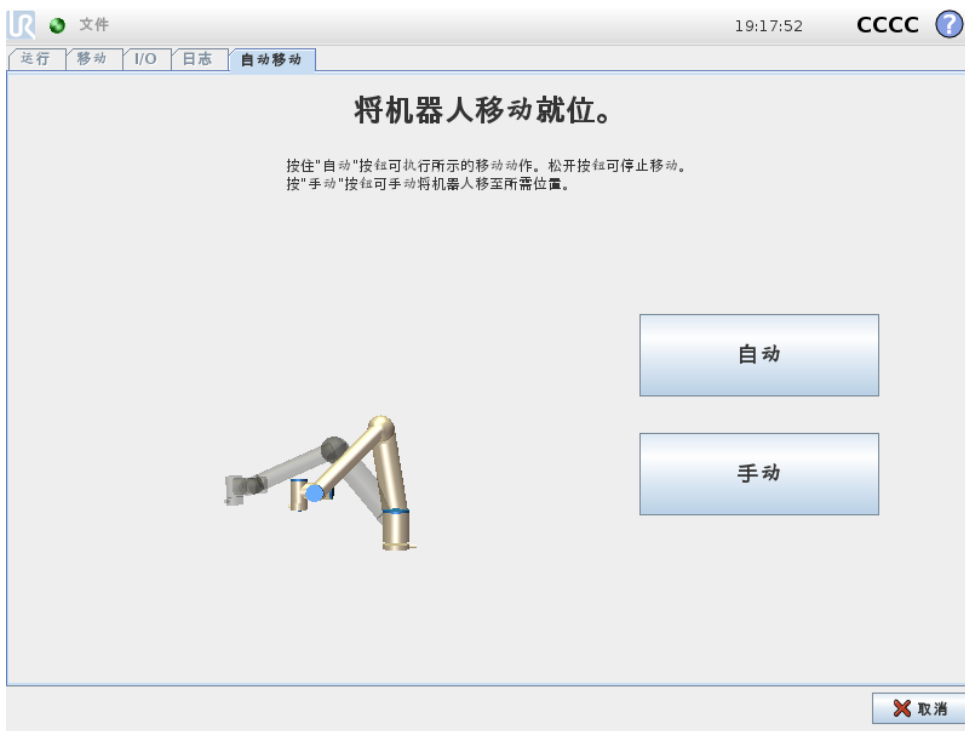 UR 文件 19:17:52 CCCC ?
运行 移动 I/O 日志 自动移动
将机器人移动就位。
按住"自动"按钮可执行所示的移动动作。松开按钮可停止移动。
按"手动"按钮可手动将机器人移至所需位置。
自动
手动
取消